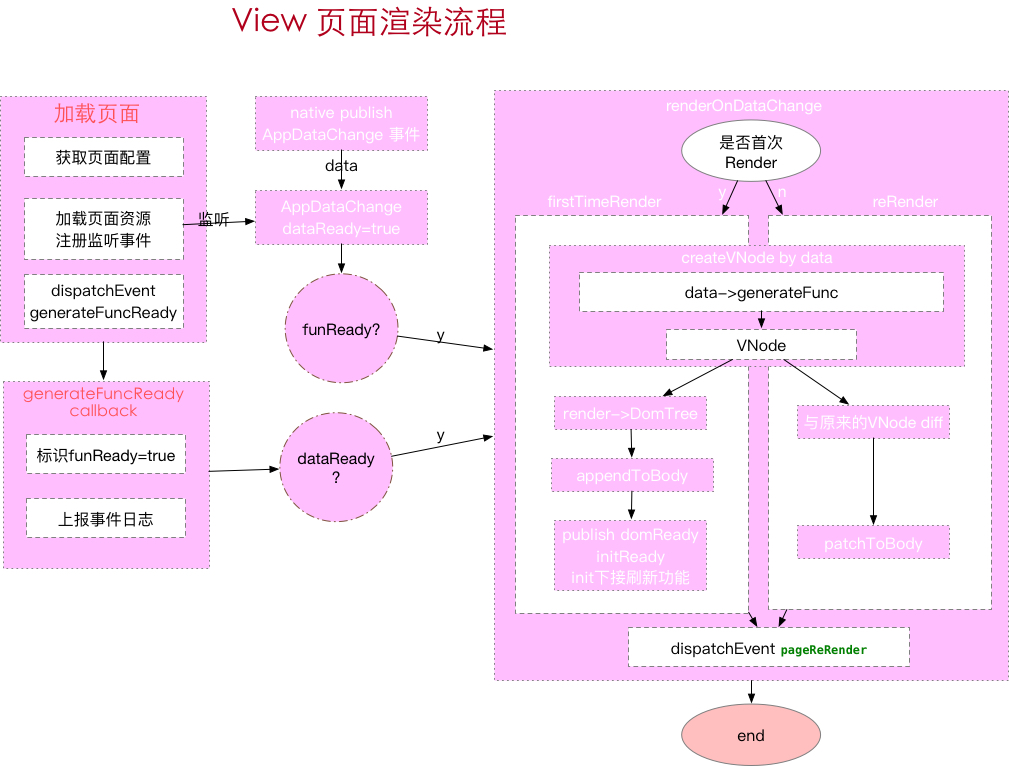 View 页面渲染流程
加载页面
获取页面配置
加载页面资源
注册监听事件
dispatchEvent
generateFuncReady
监听
generateFuncReady
callback
标识funReady=true
上报事件日志
native publish
AppDataChange 事件
data
AppDataChange
dataReady=true
funReady?
y
dataReady
?
y
renderOnDataChange
是否首次
Render
y
n
firstTimeRender
reRender
createVNode by data
data->generateFunc
VNode
render->DomTree
appendToBody
publish domReady
initReady
init下接刷新功能
与原来的VNode diff
patchToBody
dispatchEvent pageReRender
end